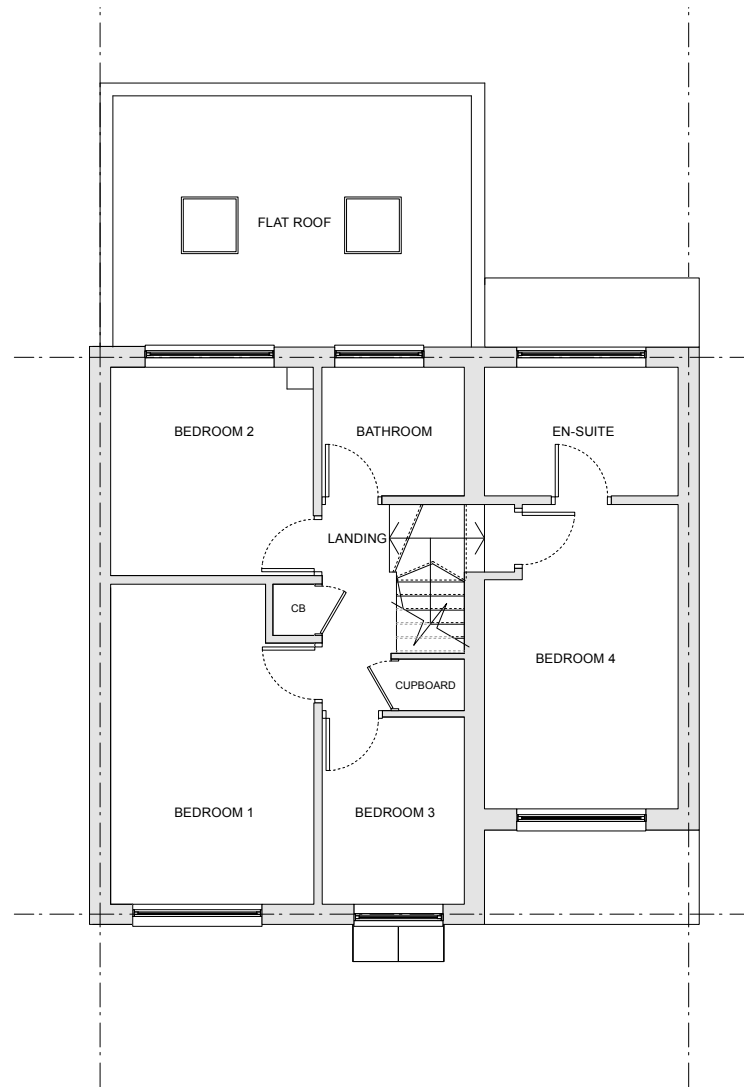 FLAT ROOF
BEDROOM 2
BATHROOM
EN-SUITE
LANDING
CB
BEDROOM 4
CUPBOARD
BEDROOM 1
BEDROOM 3